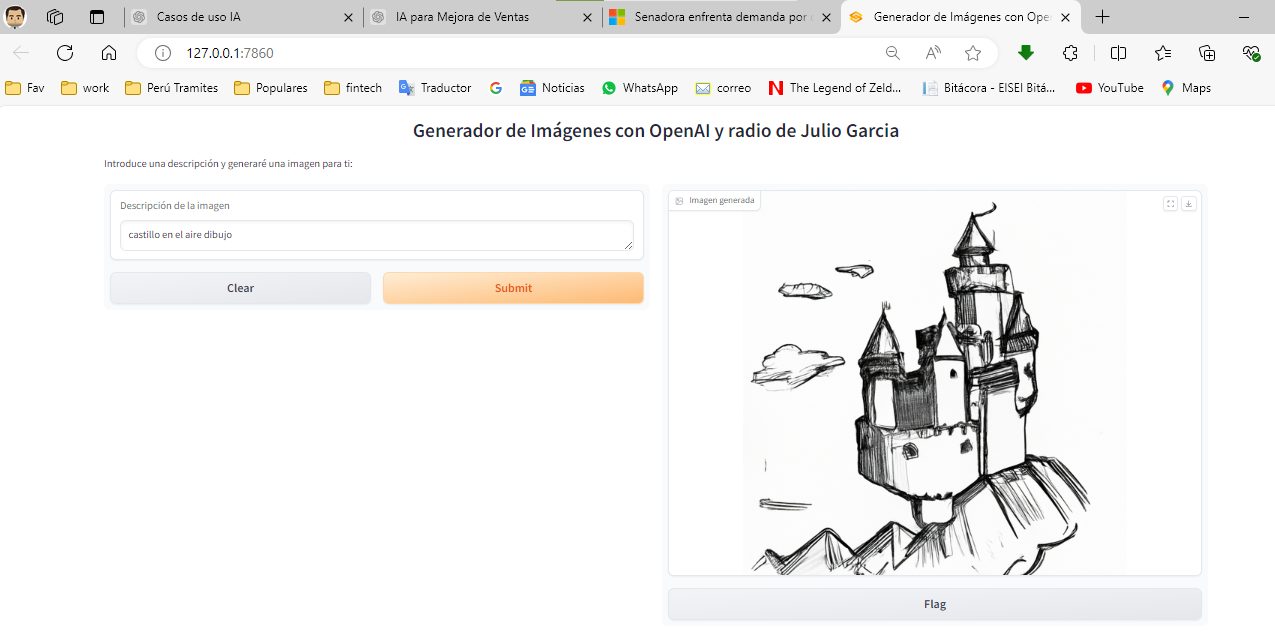 Casos de uso IA
IA para Mejora de Ventas
Senadora enfrenta demanda por
Generador de Imágenes con Ope
127.0.0.1:7860
Fav work Perú Tramites Populares fintech Traductor Noticias WhatsApp correo The Legend of Zeld... Bitácora - EISEI Bitá... YouTube Maps
Generador de Imágenes con OpenAI y radio de Julio Garcia
Introduce una descripción y generaré una imagen para ti:
Descripción de la imagen
castillo en el aire dibujo
Clear Submit
Imagen generada
Flag